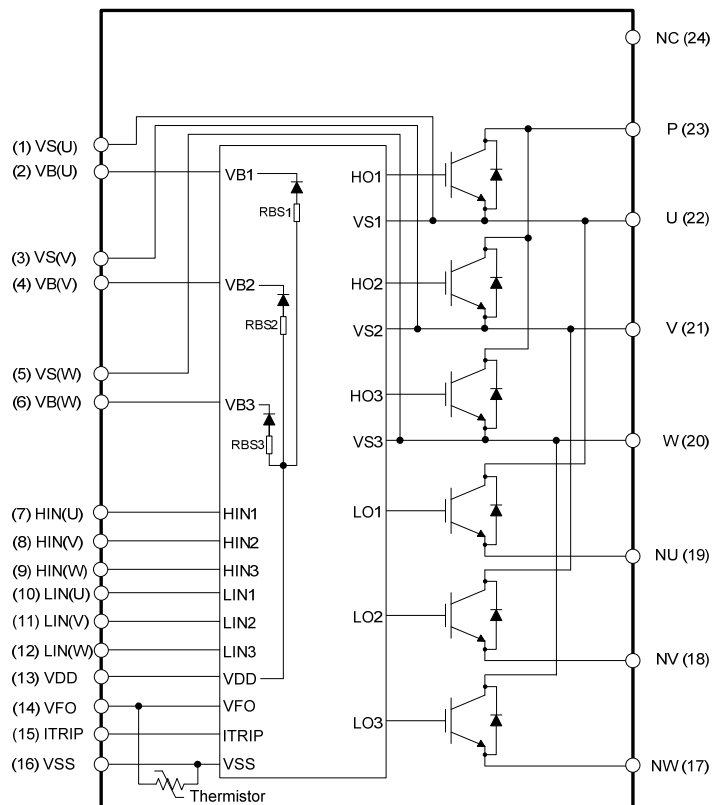 NC (24)
P (23)
(1) VS(U)
(2) VB(U)
VB1
HO1
RBS1
VS1
U (22)
(3) VS(V)
(4) VB(V)
VB2
HO2
RBS2
VS2
V (21)
(5) VS(W)
(6) VB(W)
VB3
HO3
RBS3
VS3
W (20)
(7) HIN(U)
HIN1
LO1
(8) HIN(V)
HIN2
NU (19)
(9) HIN(W)
HIN3
(10) LIN(U)
LIN1
(11) LIN(V)
LIN2
LO2
(12) LIN(W)
LIN3
NV (18)
(13) VDD
VDD
(14) VFO
VFO
LO3
(15) ITRIP
ITRIP
(16) VSS
VSS
NW (17)
Thermistor